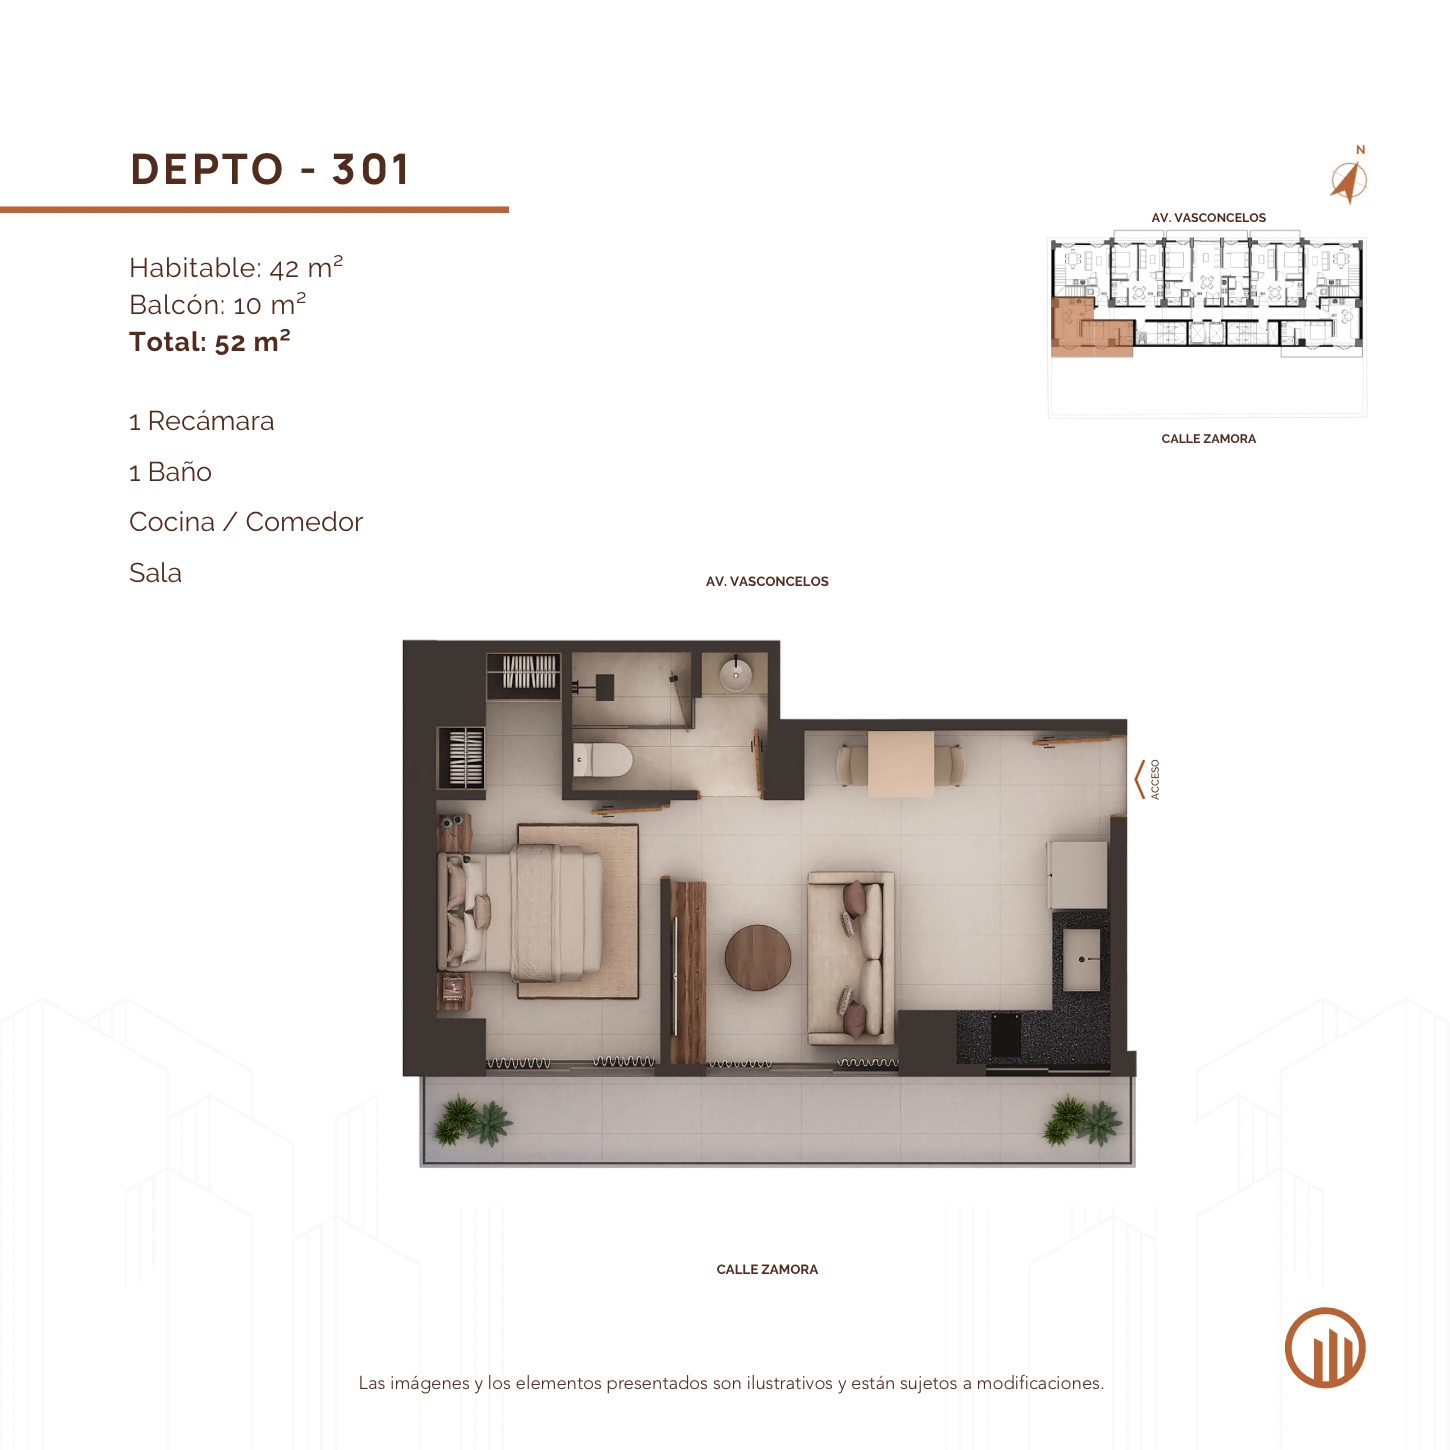 DEPTO - 301
Habitable: 42 m²
Balcón: 10 m²
Total: 52 m²
1 Recámara
1 Baño
Cocina / Comedor
Sala
N
AV. VASCONCELOS
CALLE ZAMORA
AV. VASCONCELOS
ACCESO
CALLE ZAMORA
Las imágenes y los elementos presentados son ilustrativos y están sujetos a modificaciones.